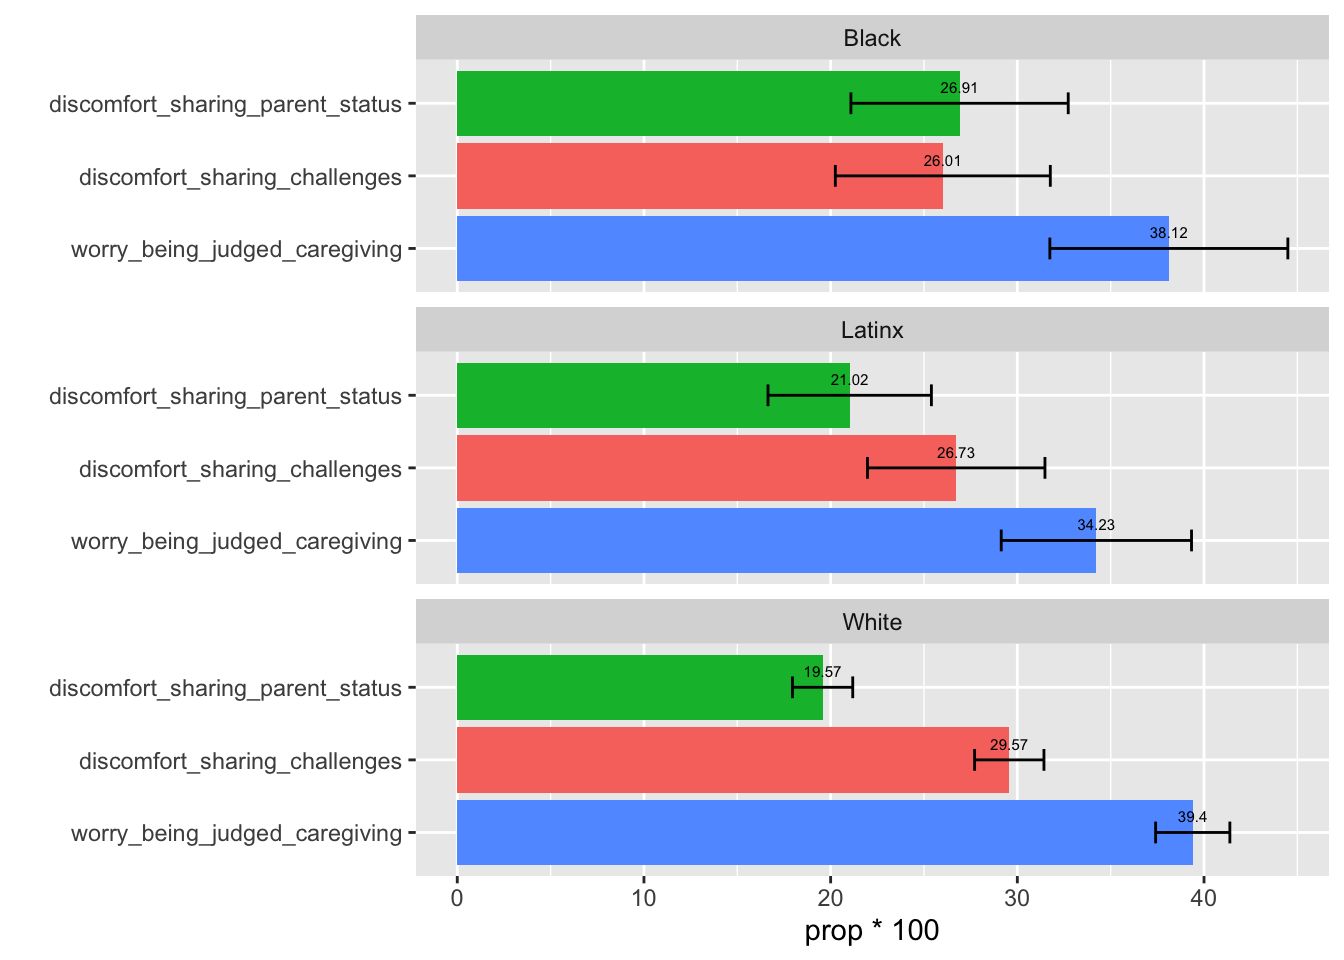 Black
discomfort_sharing_parent_status
26.91
discomfort_sharing_challenges
26.01
worry_being_judged_caregiving
38.12
Latinx
discomfort_sharing_parent_status
21.02
discomfort_sharing_challenges
26.73
worry_being_judged_caregiving
34.23
White
discomfort_sharing_parent_status
19.57
discomfort_sharing_challenges
29.57
worry_being_judged_caregiving
39.4
0 10 20 30 40
prop * 100